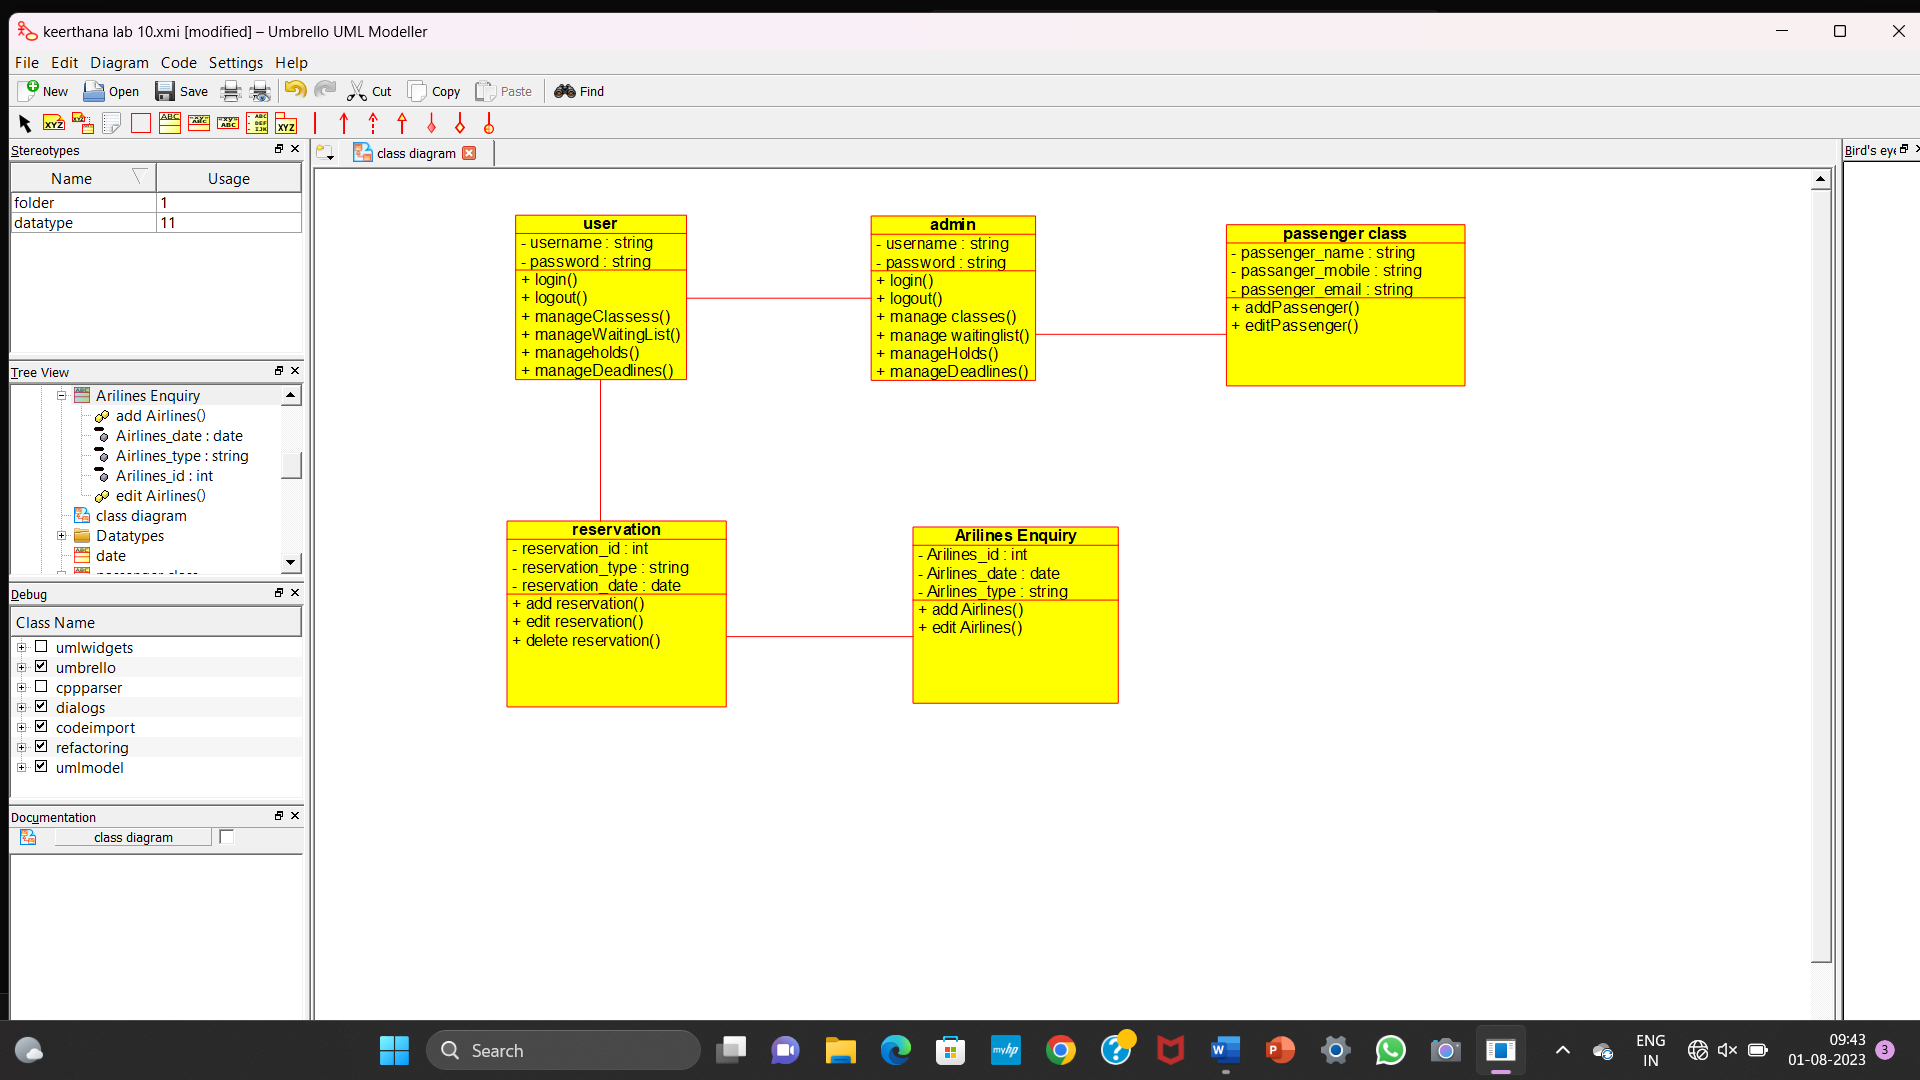 keerthana lab 10.xmi [modified] – Umbrello UML Modeller
File Edit Diagram Code Settings Help
New Open Save Cut Copy Paste Find
Stereotypes
Name Usage
folder 1
datatype 11
Tree View
Arilines Enquiry
add Airlines()
Airlines_date : date
Airlines_type : string
Arilines_id : int
edit Airlines()
class diagram
Datatypes
date
Debug
Class Name
umlwidgets
umbrello
cppparser
dialogs
codeimport
refactoring
umlmodel
Documentation
class diagram
class diagram
Bird's eye
user
- username : string
- password : string
+ login()
+ logout()
+ manageClassess()
+ manageWaitingList()
+ manageholds()
+ manageDeadlines()
admin
- username : string
- password : string
+ login()
+ logout()
+ manage classes()
+ manage waitinglist()
+ manageHolds()
+ manageDeadlines()
passenger class
- passenger_name : string
- passanger_mobile : string
- passenger_email : string
+ addPassenger()
+ editPassenger()
reservation
- reservation_id : int
- reservation_type : string
- reservation_date : date
+ add reservation()
+ edit reservation()
+ delete reservation()
Arilines Enquiry
- Arilines_id : int
- Airlines_date : date
- Airlines_type : string
+ add Airlines()
+ edit Airlines()
Search
myhp
ENG
IN
09:43
01-08-2023
3